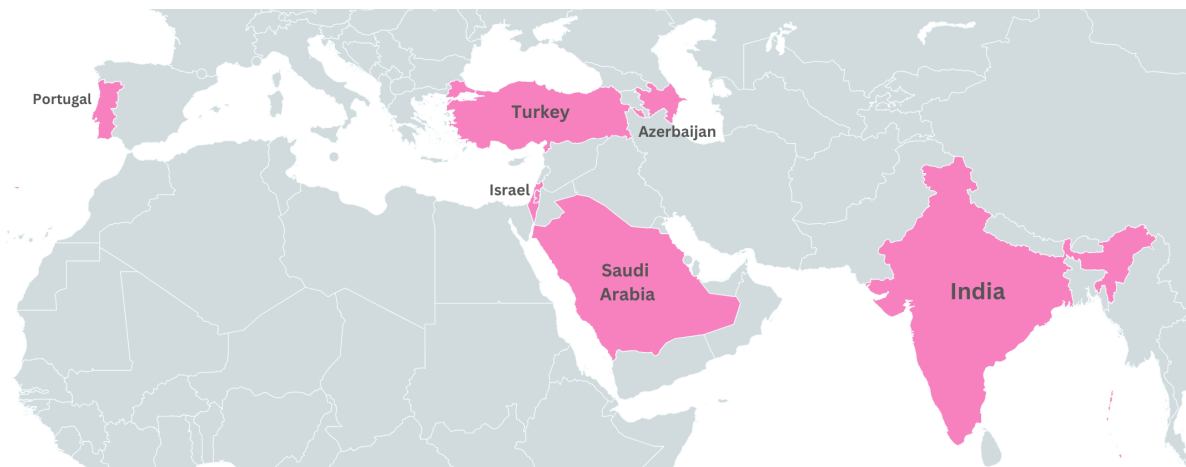 Portugal
Turkey
Azerbaijan
Israel
Saudi
Arabia
India